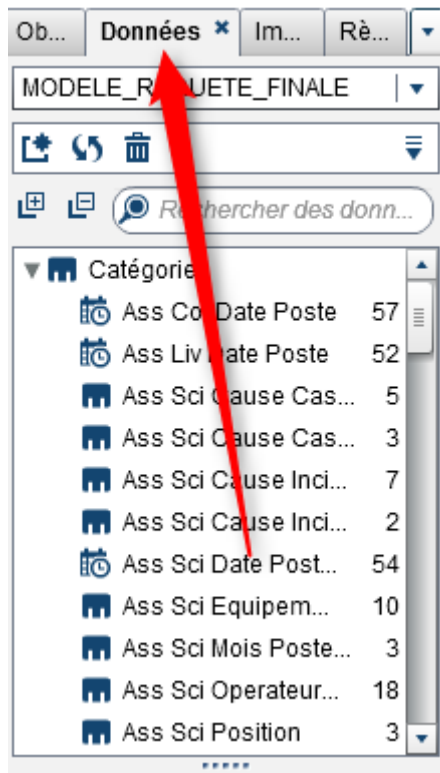 Ob... Données × Im... Rè...
MODELE_R UETE_FINALE
Rechercher des donn...
Catégorie
Ass Co Date Poste 57
Ass Liv Date Poste 52
Ass Sci Cause Cas... 5
Ass Sci Cause Cas... 3
Ass Sci Cause Inci... 7
Ass Sci Cause Inci... 2
Ass Sci Date Post... 54
Ass Sci Equipem... 10
Ass Sci Mois Poste... 3
Ass Sci Operateur... 18
Ass Sci Position 3